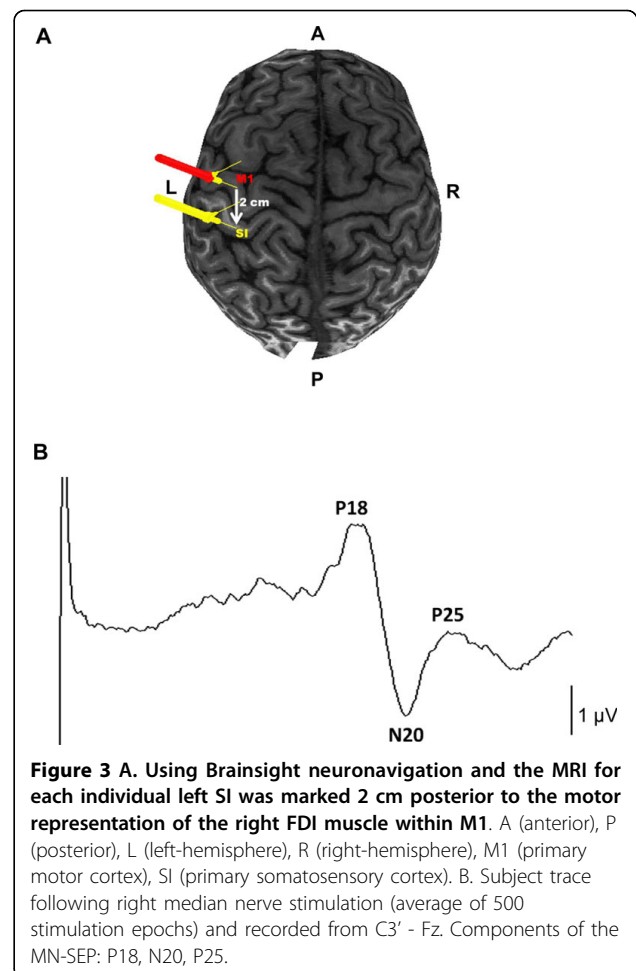 A
A
M1
L
2 cm
R
SI
P
B
P18
P25
1 µV
N20
Figure 3 A. Using Brainsight neuronavigation and the MRI for
each individual left SI was marked 2 cm posterior to the motor
representation of the right FDI muscle within M1. A (anterior), P
(posterior), L (left-hemisphere), R (right-hemisphere), M1 (primary
motor cortex), SI (primary somatosensory cortex). B. Subject trace
following right median nerve stimulation (average of 500
stimulation epochs) and recorded from C3' - Fz. Components of the
MN-SEP: P18, N20, P25.